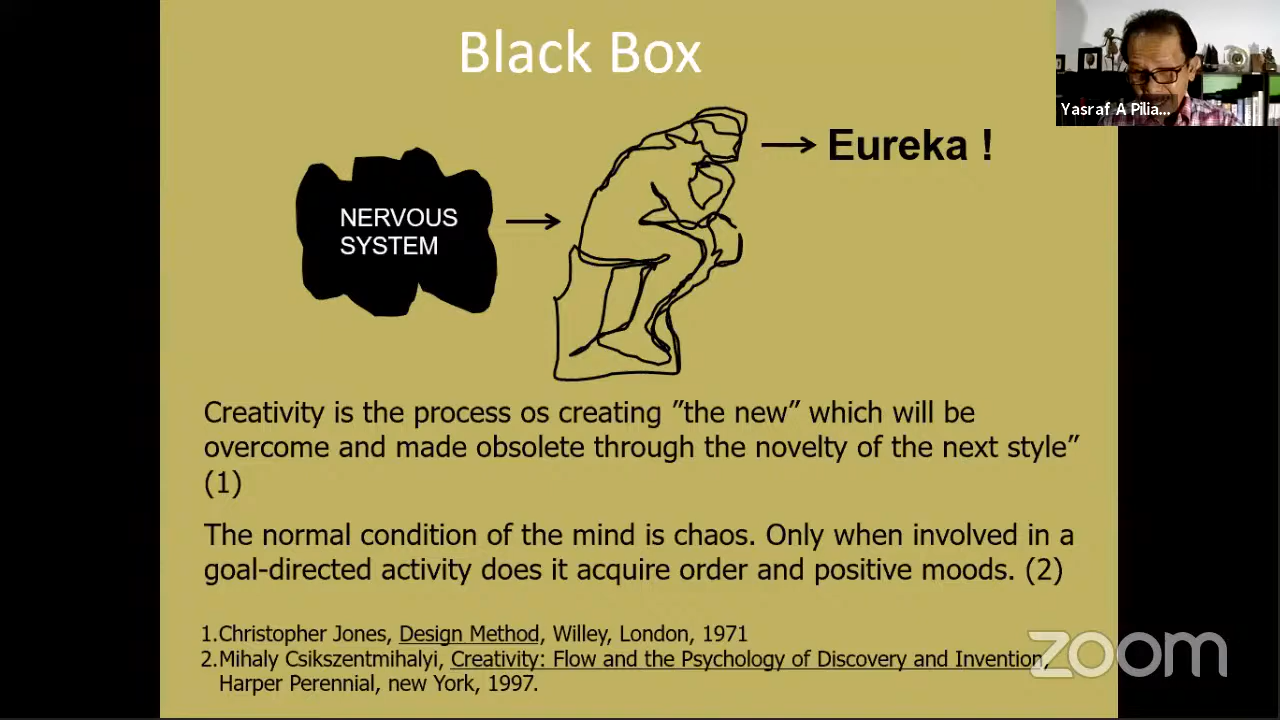 Black Box
Yasraf A Pilia...
Eureka !
NERVOUS
SYSTEM
Creativity is the process os creating ”the new” which will be
overcome and made obsolete through the novelty of the next style”
(1)
The normal condition of the mind is chaos. Only when involved in a
goal-directed activity does it acquire order and positive moods. (2)
1.Christopher Jones, Design Method, Willey, London, 1971
2.Mihaly Csikszentmihalyi, Creativity: Flow and the Psychology of Discovery and Invention,
Harper Perennial, new York, 1997.
zoom